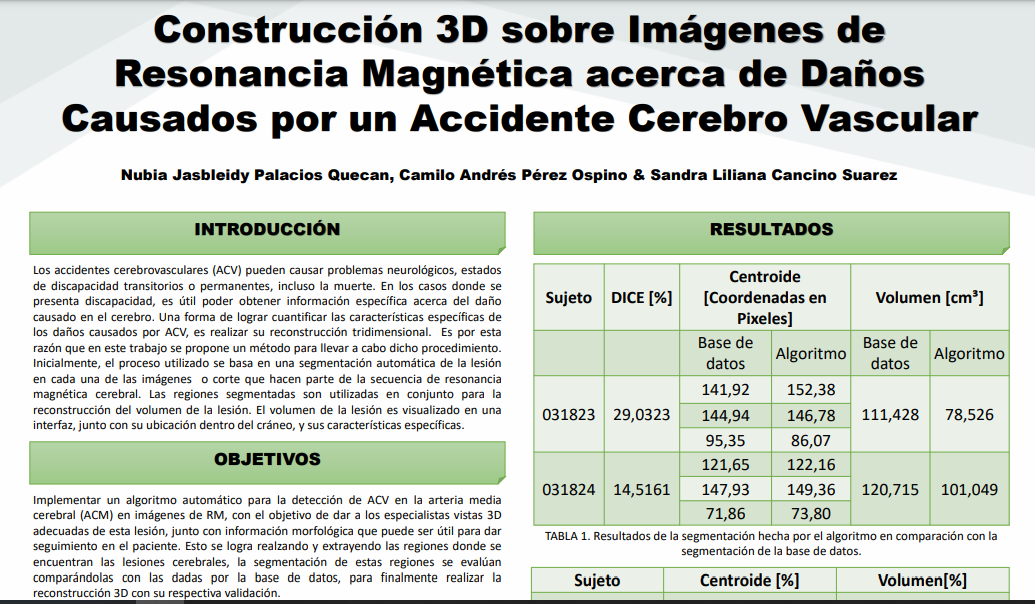 Construcción 3D sobre Imágenes de
Resonancia Magnética acerca de Daños
Causados por un Accidente Cerebro Vascular
Nubia Jasbleidy Palacios Quecan, Camilo Andrés Pérez Ospino & Sandra Liliana Cancino Suarez
INTRODUCCIÓN
Los accidentes cerebrovasculares (ACV) pueden causar problemas neurológicos, estados
de discapacidad transitorios o permanentes, incluso la muerte. En los casos donde se
presenta discapacidad, es útil poder obtener información específica acerca del daño
causado en el cerebro. Una forma de lograr cuantificar las características específicas de
los daños causados por ACV, es realizar su reconstrucción tridimensional. Es por esta
razón que en este trabajo se propone un método para llevar a cabo dicho procedimiento.
Inicialmente, el proceso utilizado se basa en una segmentación automática de la lesión
en cada una de las imágenes o corte que hacen parte de la secuencia de resonancia
magnética cerebral. Las regiones segmentadas son utilizadas en conjunto para la
reconstrucción del volumen de la lesión. El volumen de la lesión es visualizado en una
interfaz, junto con su ubicación dentro del cráneo, y sus características específicas.
OBJETIVOS
Implementar un algoritmo automático para la detección de ACV en la arteria media
cerebral (ACM) en imágenes de RM, con el objetivo de dar a los especialistas vistas 3D
adecuadas de esta lesión, junto con información morfológica que puede ser útil para dar
seguimiento en el paciente. Esto se logra realzando y extrayendo las regiones donde se
encuentran las lesiones cerebrales, la segmentación de estas regiones se evalúan
comparándolas con las dadas por la base de datos, para finalmente realizar la
reconstrucción 3D con su respectiva validación.
RESULTADOS
Sujeto DICE [%] Centroide [Coordenadas en Pixeles] Volumen [cm³]
Base de datos Algoritmo Base de datos Algoritmo
031823 29,0323 141,92 152,38 111,428 78,526
144,94 146,78
95,35 86,07
031824 14,5161 121,65 122,16 120,715 101,049
147,93 149,36
71,86 73,80
TABLA 1. Resultados de la segmentación hecha por el algoritmo en comparación con la
segmentación de la base de datos.
Sujeto Centroide [%] Volumen[%]